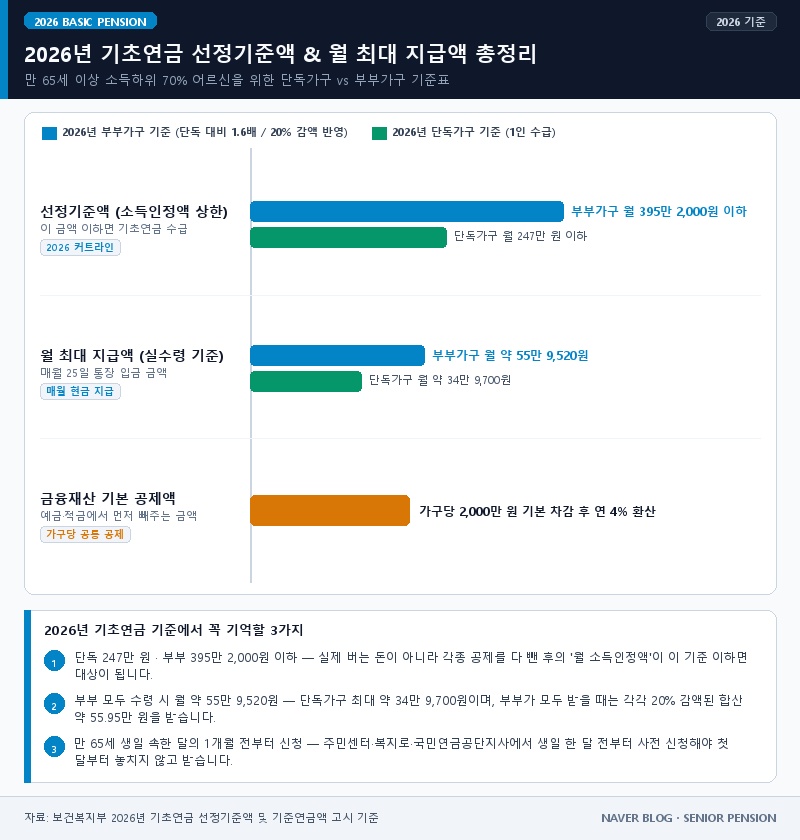 2026 BASIC PENSION
2026 기준
2026년 기초연금 선정기준액 & 월 최대 지급액 총정리
만 65세 이상 소득하위 70% 어르신을 위한 단독가구 vs 부부가구 기준표
2026년 부부가구 기준 (단독 대비 1.6배 / 20% 감액 반영)
2026년 단독가구 기준 (1인 수급)
선정기준액 (소득인정액 상한)
이 금액 이하면 기초연금 수급
2026 커트라인
부부가구 월 395만 2,000원 이하
단독가구 월 247만 원 이하
월 최대 지급액 (실수령 기준)
매월 25일 통장 입금 금액
매월 현금 지급
부부가구 월 약 55만 9,520원
단독가구 월 약 34만 9,700원
금융재산 기본 공제액
예금·적금에서 먼저 빼주는 금액
가구당 공통 공제
가구당 2,000만 원 기본 차감 후 연 4% 환산
2026년 기초연금 기준에서 꼭 기억할 3가지
1 단독 247만 원 · 부부 395만 2,000원 이하 — 실제 버는 돈이 아니라 각종 공제를 다 뺀 후의 '월 소득인정액'이 이 기준 이하면
대상이 됩니다.
2 부부 모두 수령 시 월 약 55만 9,520원 — 단독가구 최대 약 34만 9,700원이며, 부부가 모두 받을 때는 각각 20% 감액된 합산
약 55.95만 원을 받습니다.
3 만 65세 생일 속한 달의 1개월 전부터 신청 — 주민센터·복지로·국민연금공단지사에서 생일 한 달 전부터 사전 신청해야 첫
달부터 놓치지 않고 받습니다.
자료: 보건복지부 2026년 기초연금 선정기준액 및 기준연금액 고시 기준
NAVER BLOG · SENIOR PENSION